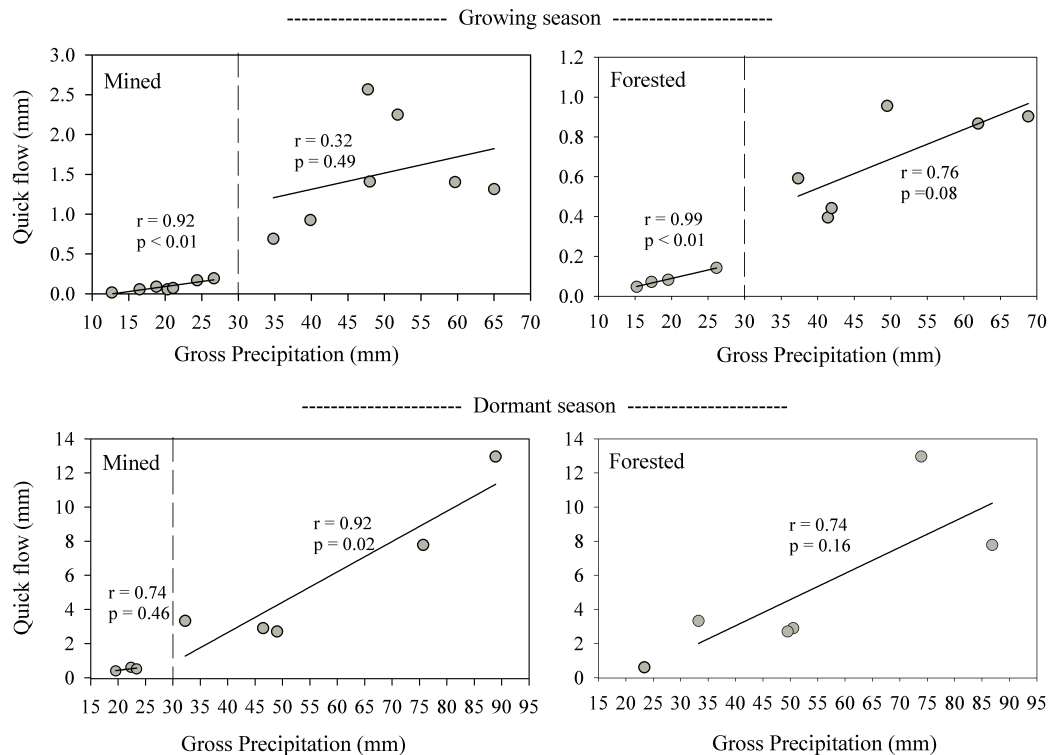 Growing season
Mined
Quick flow (mm)
3.0
2.5
2.0
1.5
1.0
0.5
0.0
r = 0.32
p = 0.49
r = 0.92
p < 0.01
10 15 20 25 30 35 40 45 50 55 60 65 70
Gross Precipitation (mm)
Forested
1.2
1.0
0.8
0.6
0.4
0.2
0.0
r = 0.76
p =0.08
r = 0.99
p < 0.01
10 15 20 25 30 35 40 45 50 55 60 65 70
Gross Precipitation (mm)
Dormant season
Mined
Quick flow (mm)
14
12
10
8
6
4
2
0
r = 0.92
p = 0.02
r = 0.74
p = 0.46
15 20 25 30 35 40 45 50 55 60 65 70 75 80 85 90 95
Gross Precipitation (mm)
Forested
14
12
10
8
6
4
2
0
r = 0.74
p = 0.16
15 20 25 30 35 40 45 50 55 60 65 70 75 80 85 90 95
Gross Precipitation (mm)